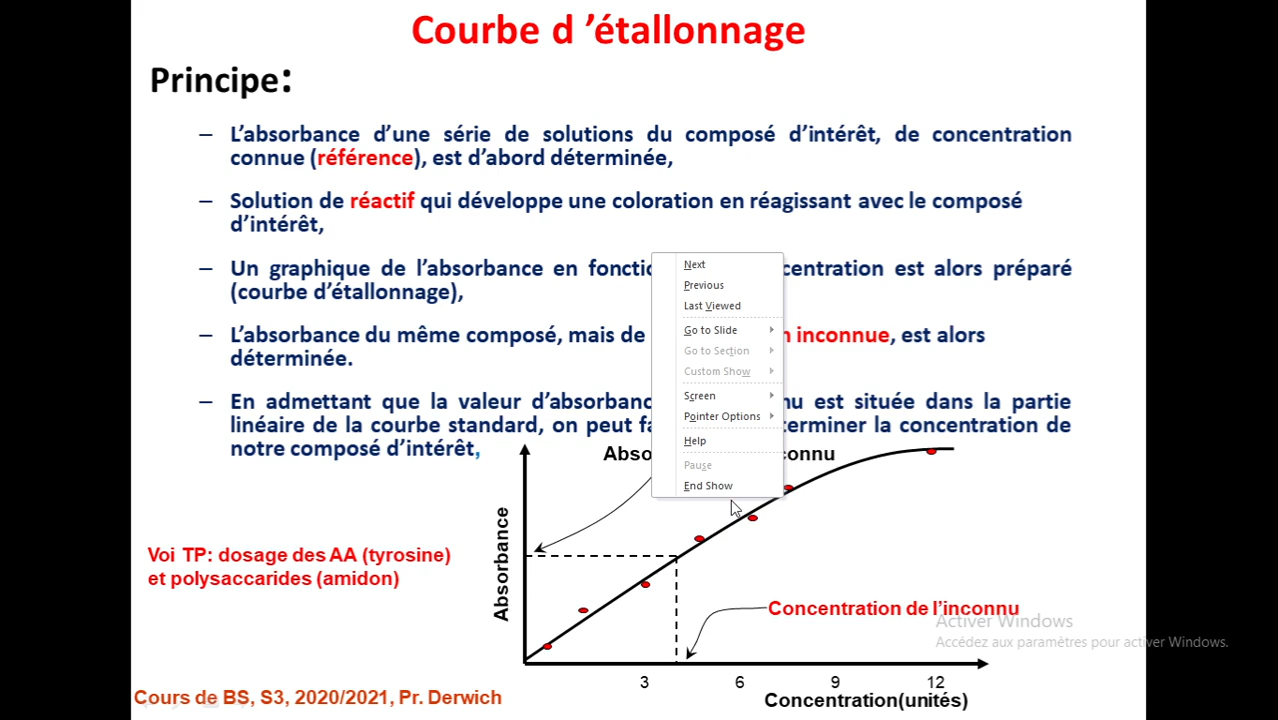 Courbe d ’étallonnage
Principe:
– L’absorbance d’une série de solutions du composé d’intérêt, de concentration
connue (référence), est d’abord déterminée,
– Solution de réactif qui développe une coloration en réagissant avec le composé
d’intérêt,
– Un graphique de l’absorbance en fonctio centration est alors préparé
(courbe d’étallonnage),
– L’absorbance du même composé, mais de n inconnue, est alors
déterminée.
– En admettant que la valeur d’absorbanc nu est située dans la partie
linéaire de la courbe standard, on peut fa terminer la concentration de
notre composé d’intérêt,
Next
Previous
Last Viewed
Go to Slide
Go to Section
Custom Show
Screen
Pointer Options
Help
Pause
End Show
Abso connu
Absorbance
Voi TP: dosage des AA (tyrosine)
et polysaccarides (amidon)
Concentration de l’inconnu
Activer Windows
Accédez aux paramètres pour activer Windows.
3 6 9 12
Concentration(unités)
Cours de BS, S3, 2020/2021, Pr. Derwich